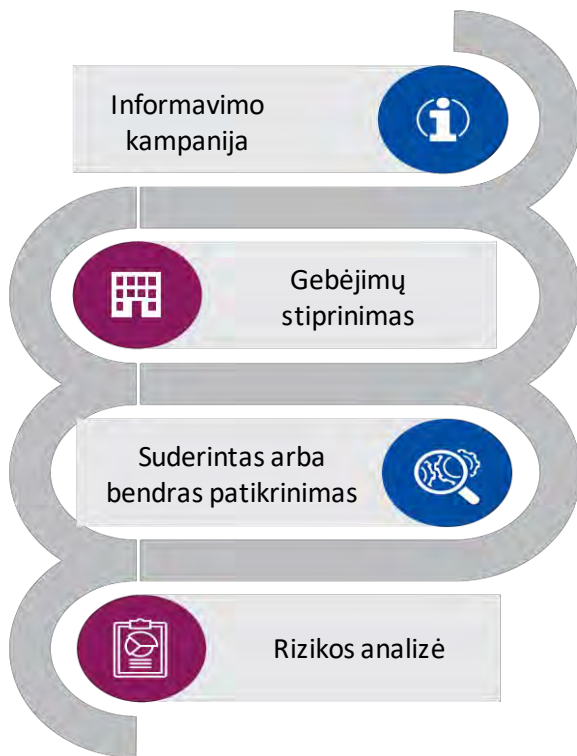 Informavimo
kampanija
Gebėjimų
stiprinimas
Suderintas arba
bendras patikrinimas
Rizikos analizė